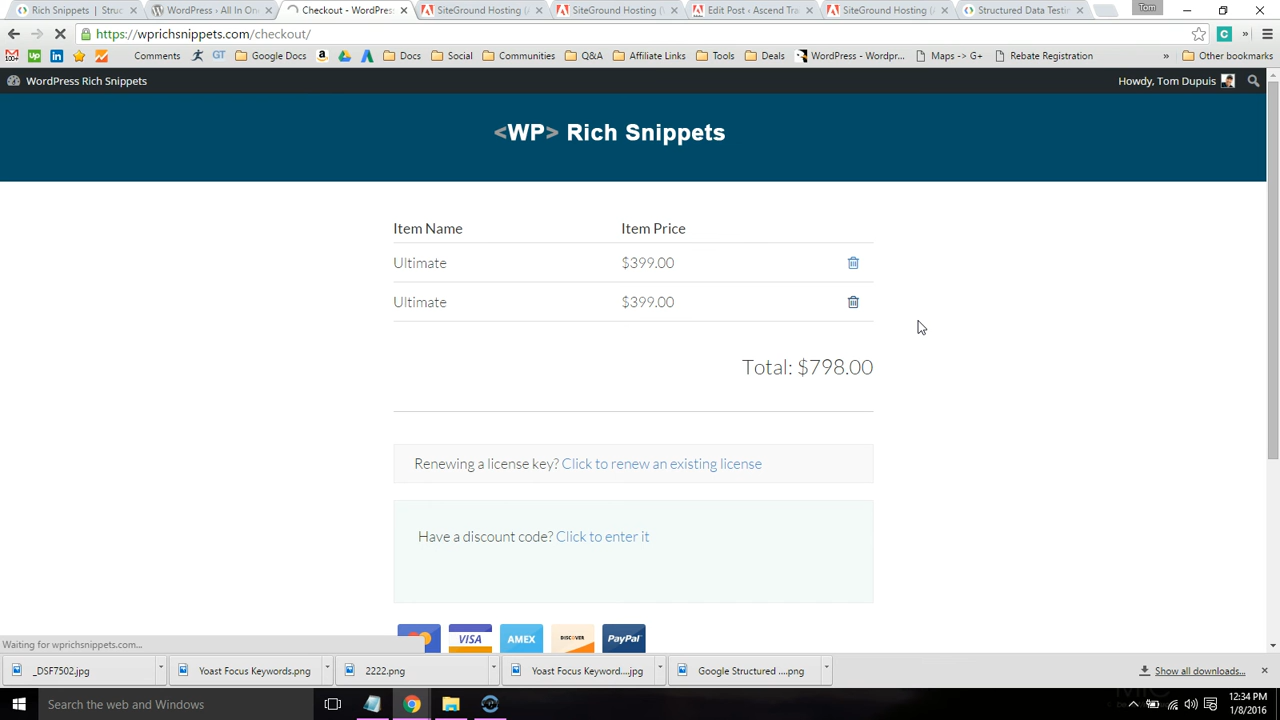 Rich Snippets | Struc
WordPress › All In On
Checkout - WordPress
SiteGround Hosting (A
SiteGround Hosting (W
Edit Post ‹ Ascend Tra
SiteGround Hosting (A
Structured Data Testin
Tom
https://wprichsnippets.com/checkout/
Comments
GT
Google Docs
Docs
Social
Communities
Q&A
Affiliate Links
Tools
Deals
WordPress - Wordpr...
Maps -> G+
Rebate Registration
»
Other bookmarks
WordPress Rich Snippets
Howdy, Tom Dupuis
<WP> Rich Snippets
Item Name Item Price
Ultimate $399.00
Ultimate $399.00
Total: $798.00
Renewing a license key? Click to renew an existing license
Have a discount code? Click to enter it
VISA AMEX DISCOVER PayPal
Waiting for wprichsnippets.com...
_DSF7502.jpg
Yoast Focus Keywords.png
2222.png
Yoast Focus Keyword....jpg
Google Structured ....png
Show all downloads...
Search the web and Windows
12:34 PM
1/8/2016